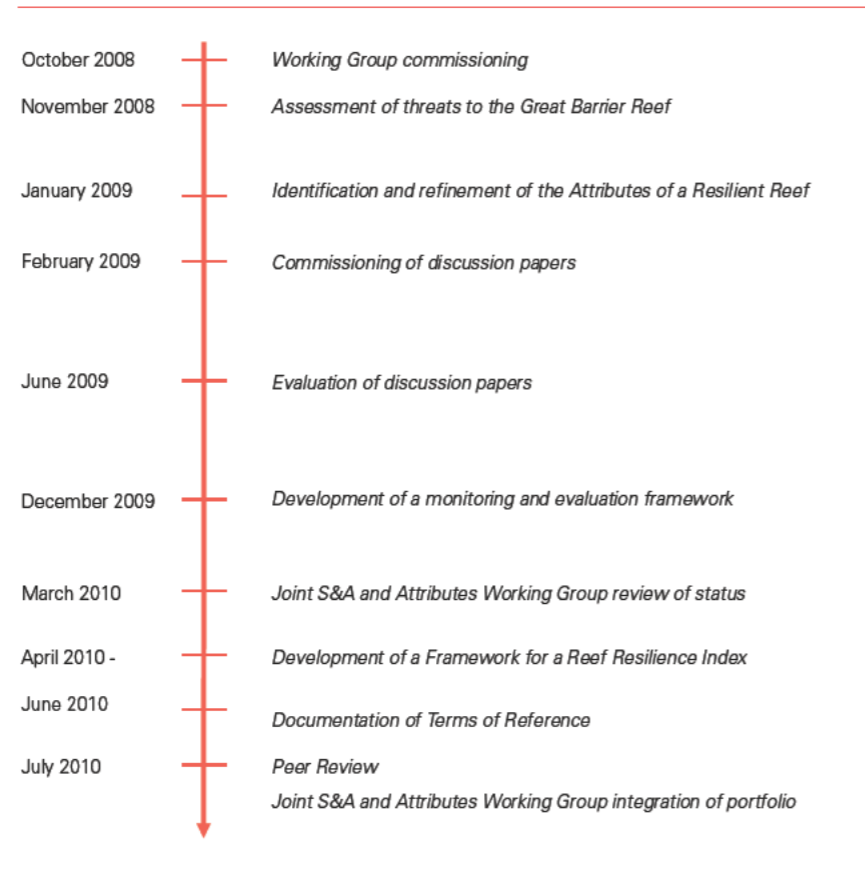 October 2008 Working Group commissioning
November 2008 Assessment of threats to the Great Barrier Reef
January 2009 Identification and refinement of the Attributes of a Resilient Reef
February 2009 Commissioning of discussion papers
June 2009 Evaluation of discussion papers
December 2009 Development of a monitoring and evaluation framework
March 2010 Joint S&A and Attributes Working Group review of status
April 2010 - Development of a Framework for a Reef Resilience Index
June 2010 Documentation of Terms of Reference
July 2010 Peer Review
Joint S&A and Attributes Working Group integration of portfolio